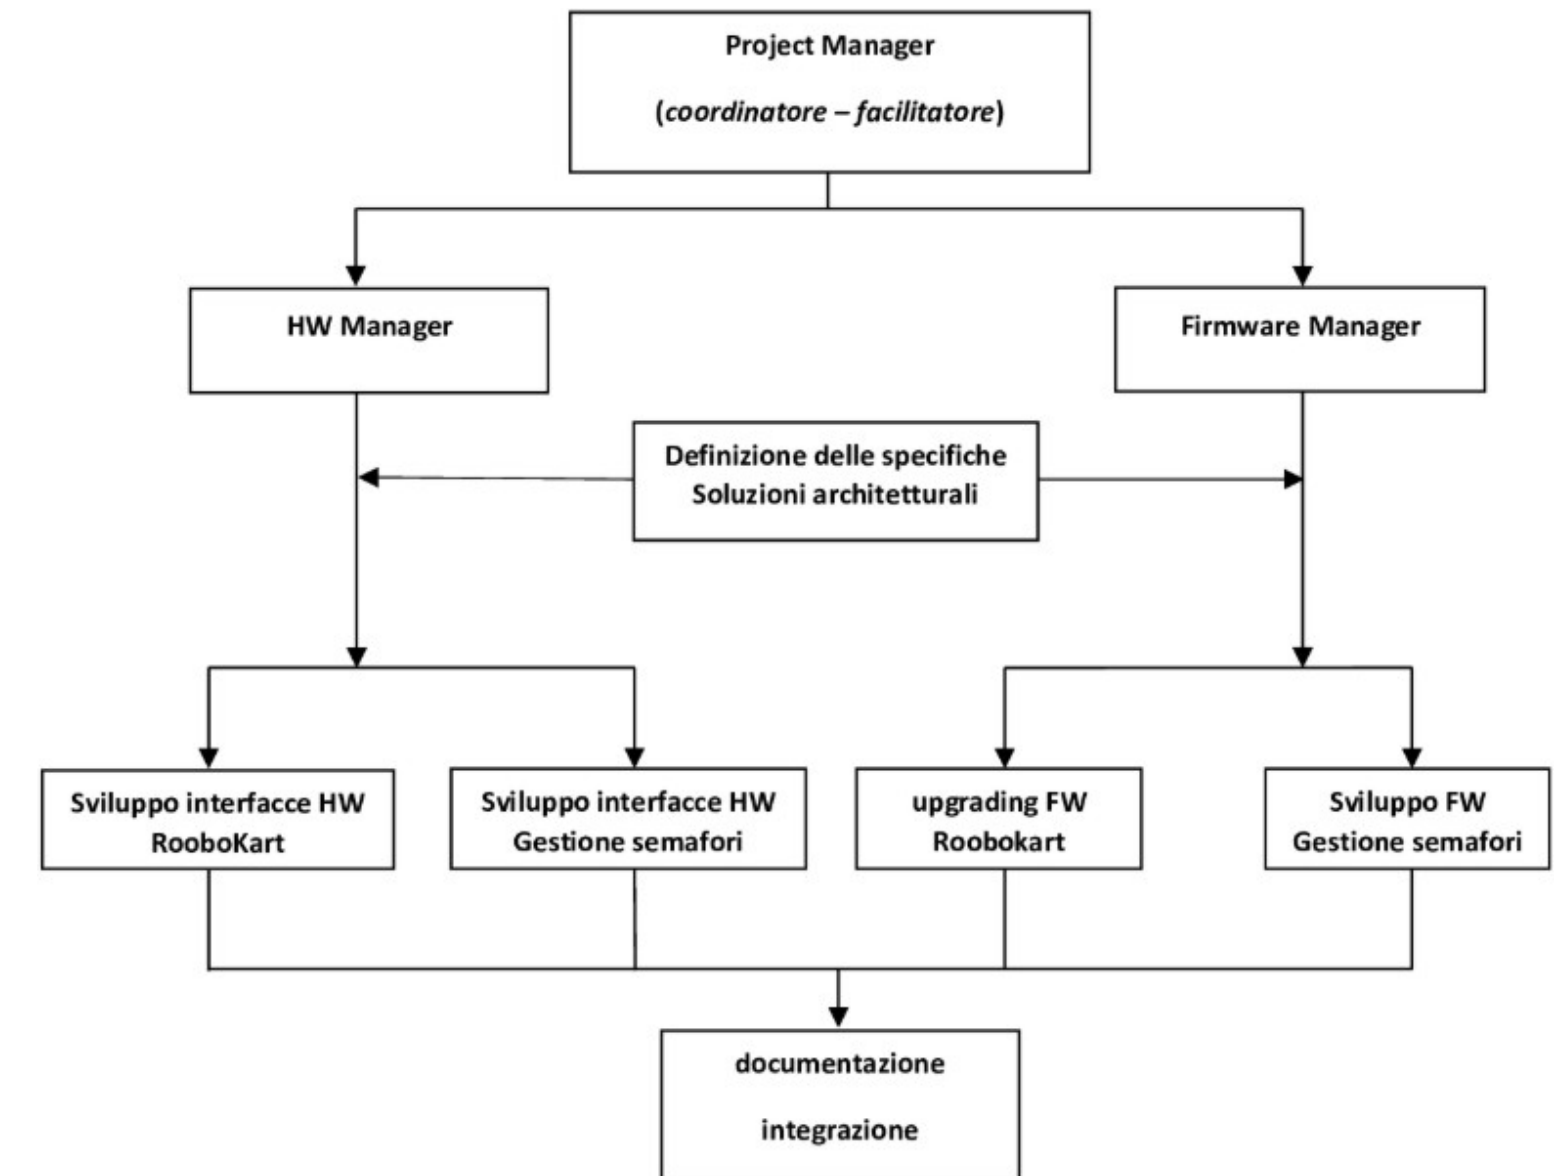 Project Manager
(coordinatore – facilitatore)
HW Manager
Firmware Manager
Definizione delle specifiche
Soluzioni architetturali
Sviluppo interfacce HW
RooboKart
Sviluppo interfacce HW
Gestione semafori
upgrading FW
Roobokart
Sviluppo FW
Gestione semafori
documentazione
integrazione